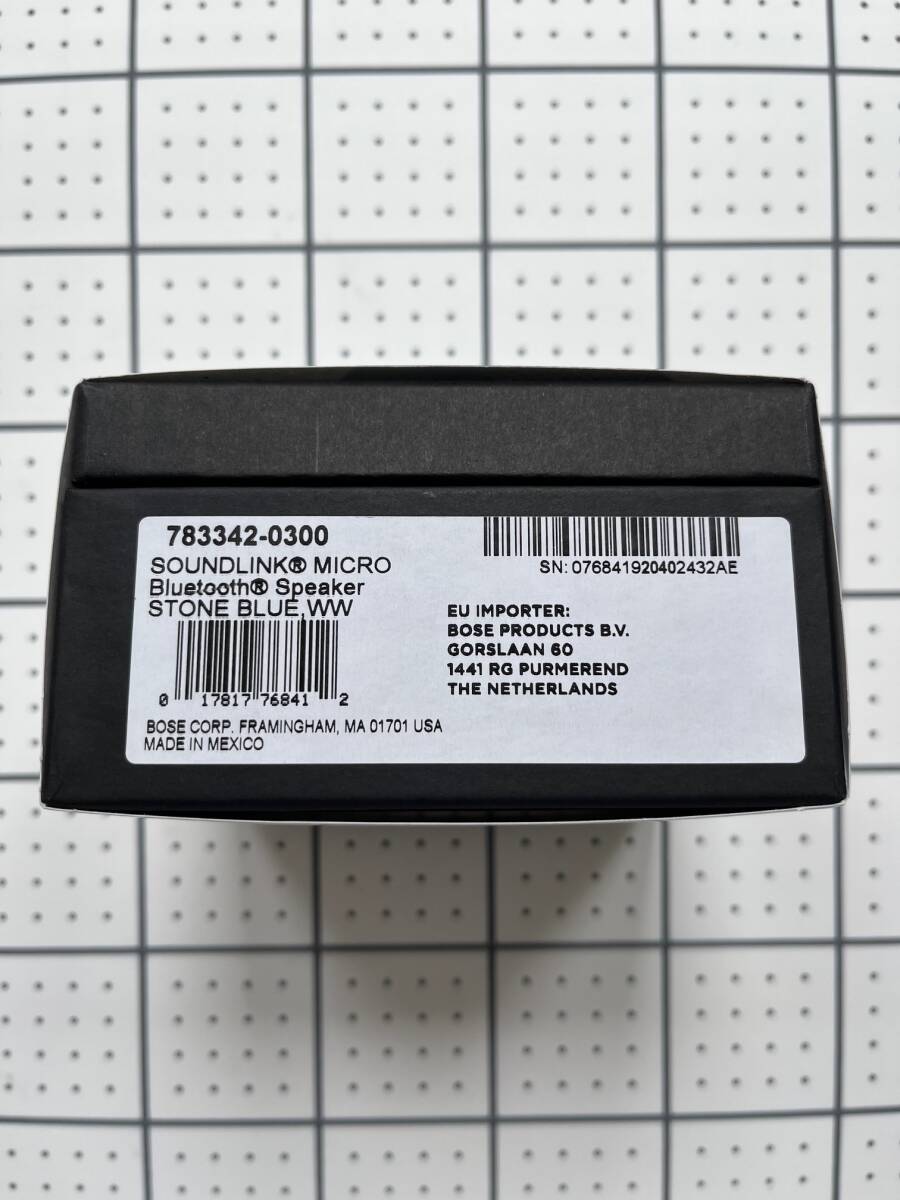 783342-0300
SOUNDLINK® MICRO
Bluetooth® Speaker
STONE BLUE,WW
0 17817 76841 2
BOSE CORP. FRAMINGHAM, MA 01701 USA
MADE IN MEXICO
SN: 076841920402432AE
EU IMPORTER:
BOSE PRODUCTS B.V.
GORSLAAN 60
1441 RG PURMEREND
THE NETHERLANDS